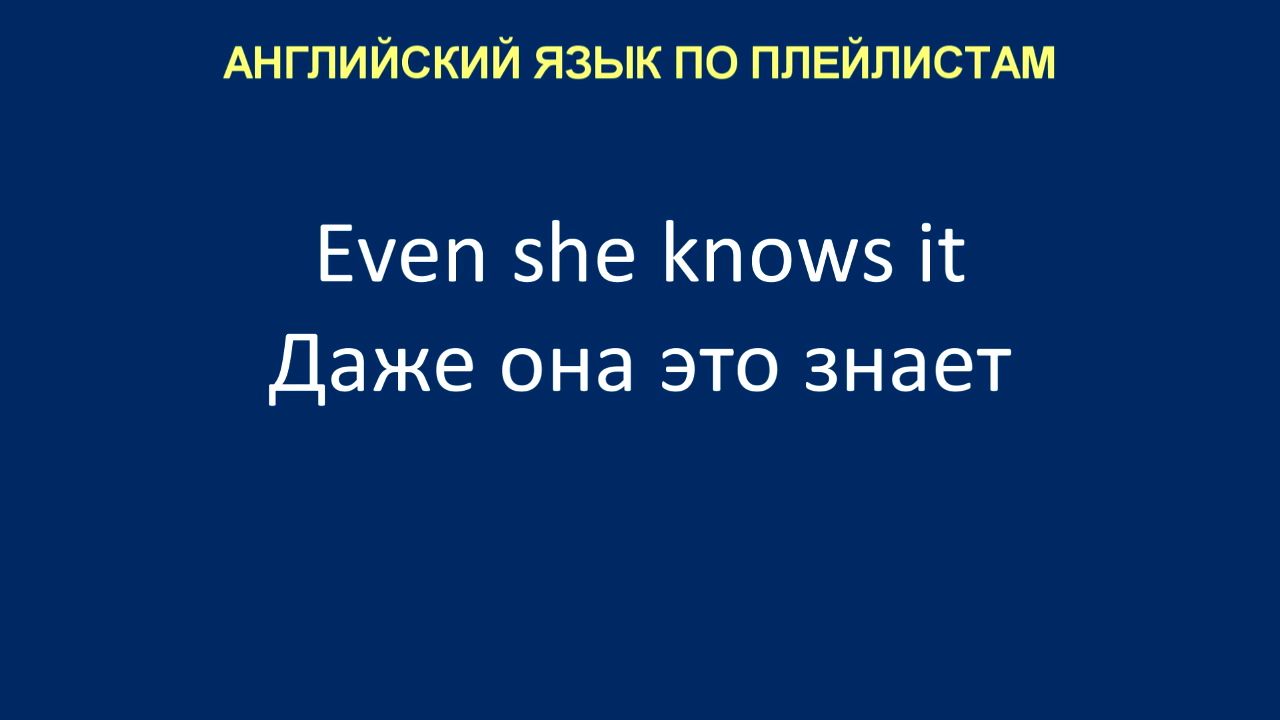 АНГЛИЙСКИЙ ЯЗЫК ПО ПЛЕЙЛИСТАМ
Even she knows it
Даже она это знает